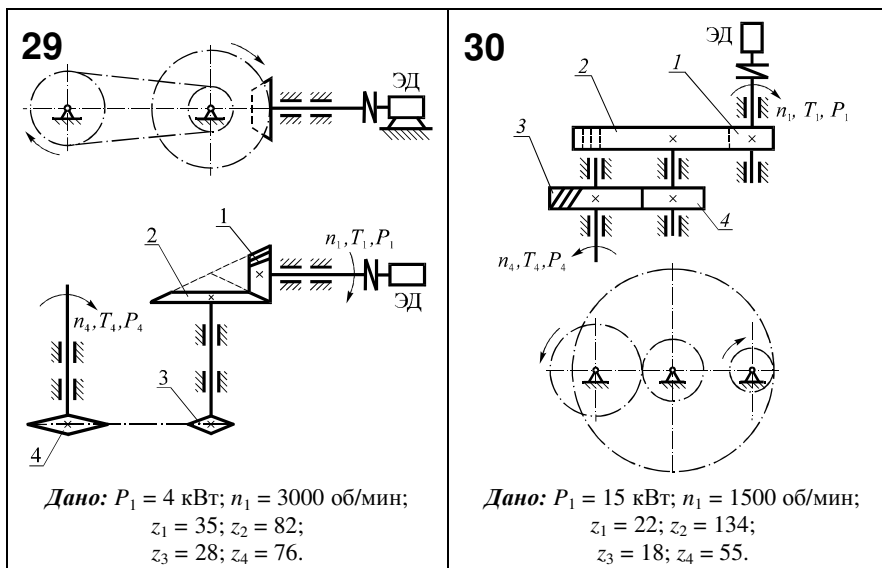 29
ЭД
1
2
n₁, T₁, P₁
ЭД
n₄, T₄, P₄
3
4
Дано: P₁ = 4 кВт; n₁ = 3000 об/мин;
z₁ = 35; z₂ = 82;
z₃ = 28; z₄ = 76.
30
ЭД
2
1
n₁, T₁, P₁
3
4
n₄, T₄, P₄
Дано: P₁ = 15 кВт; n₁ = 1500 об/мин;
z₁ = 22; z₂ = 134;
z₃ = 18; z₄ = 55.